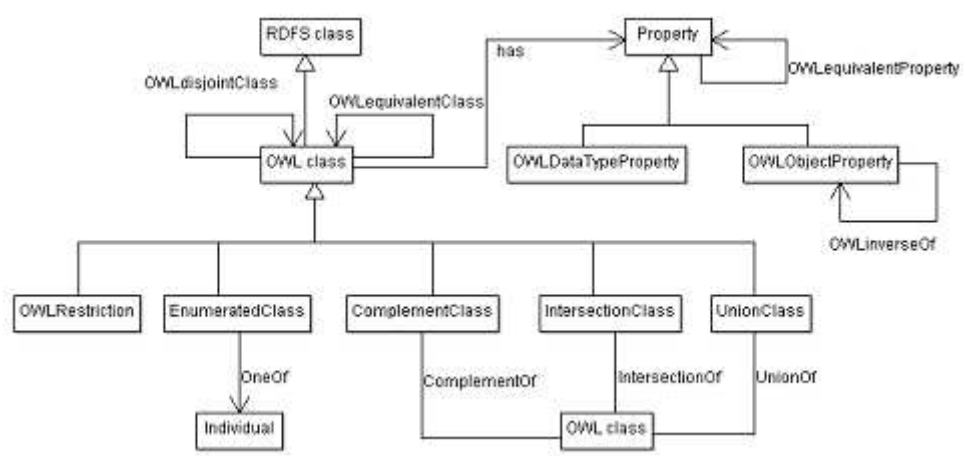 RDFS class
Property
has
OWLdisjointClass
OWLequivalentClass
OWLequivalentProperty
OWL class
OWLDataTypeProperty
OWLObjectProperty
OWLinverseOf
OWLRestriction
EnumeratedClass
ComplementClass
IntersectionClass
UnionClass
OneOf
ComplementOf
IntersectionOf
UnionOf
Individual
OWL class